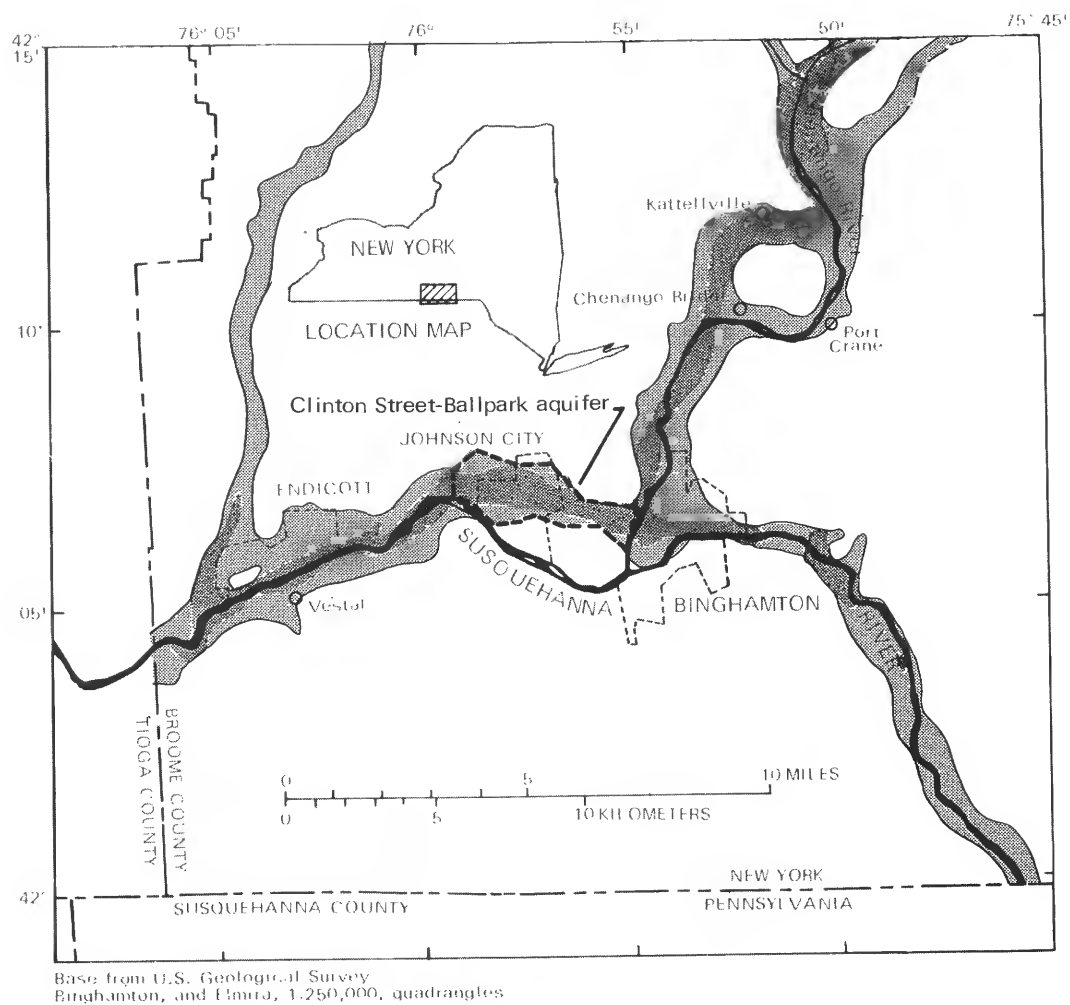 42°
15'
76° 05'
76°
55'
50'
75° 45'
Kattellville
RIVER
NEW YORK
Chenango
LOCATION MAP
10'
Port
Crane
Clinton Street-Ballpark aquifer
JOHNSON CITY
ENDICOTT
SUSQUEHANNA
Vestal
05'
BINGHAMTON
RIVER
BROOME COUNTY
TIOGA COUNTY
0 5 10 MILES
0 5 10 KILOMETERS
42°
NEW YORK
SUSQUEHANNA COUNTY
PENNSYLVANIA
Base from U.S. Geological Survey
Binghamton, and Elmira, 1:250,000, quadrangles